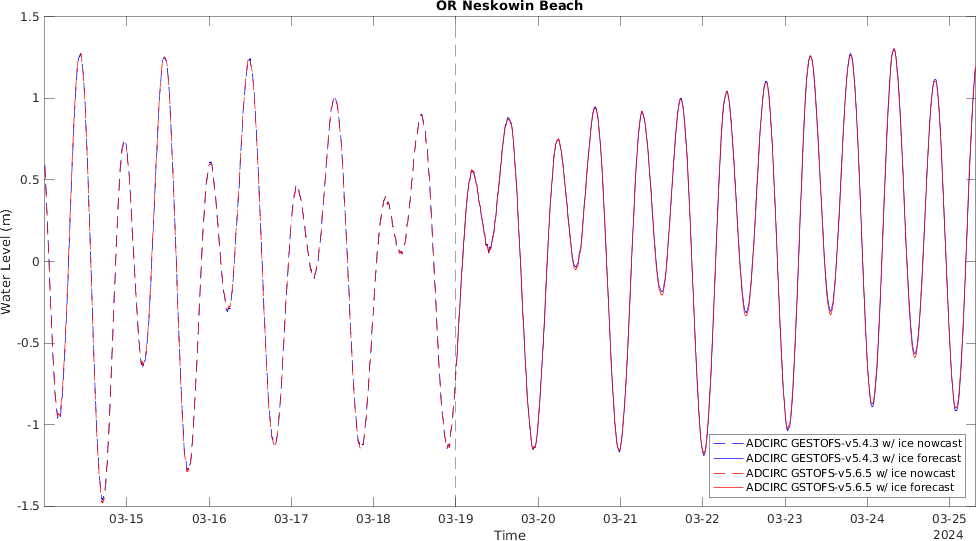 OR Neskowin Beach
1.5
1
0.5
0
-0.5
-1
-1.5
Water Level (m)
03-15 03-16 03-17 03-18 03-19 03-20 03-21 03-22 03-23 03-24 03-25
2024
Time
ADCIRC GESTOFS-v5.4.3 w/ ice nowcast
ADCIRC GESTOFS-v5.4.3 w/ ice forecast
ADCIRC GSTOFS-v5.6.5 w/ ice nowcast
ADCIRC GSTOFS-v5.6.5 w/ ice forecast